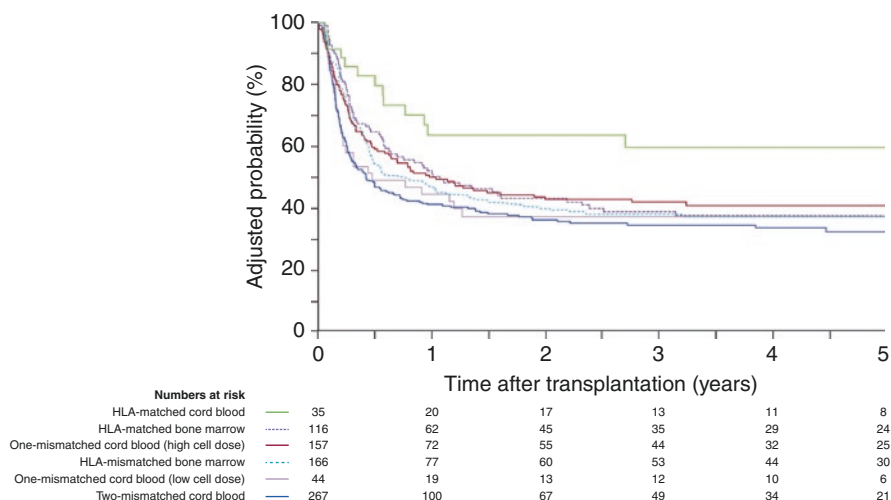 100
80
60
40
20
0
Adjusted probability (%)
0 1 2 3 4 5
Time after transplantation (years)
Numbers at risk
HLA-matched cord blood 35 20 17 13 11 8
HLA-matched bone marrow 116 62 45 35 29 24
One-mismatched cord blood (high cell dose) 157 72 55 44 32 25
HLA-mismatched bone marrow 166 77 60 53 44 30
One-mismatched cord blood (low cell dose) 44 19 13 12 10 6
Two-mismatched cord blood 267 100 67 49 34 21